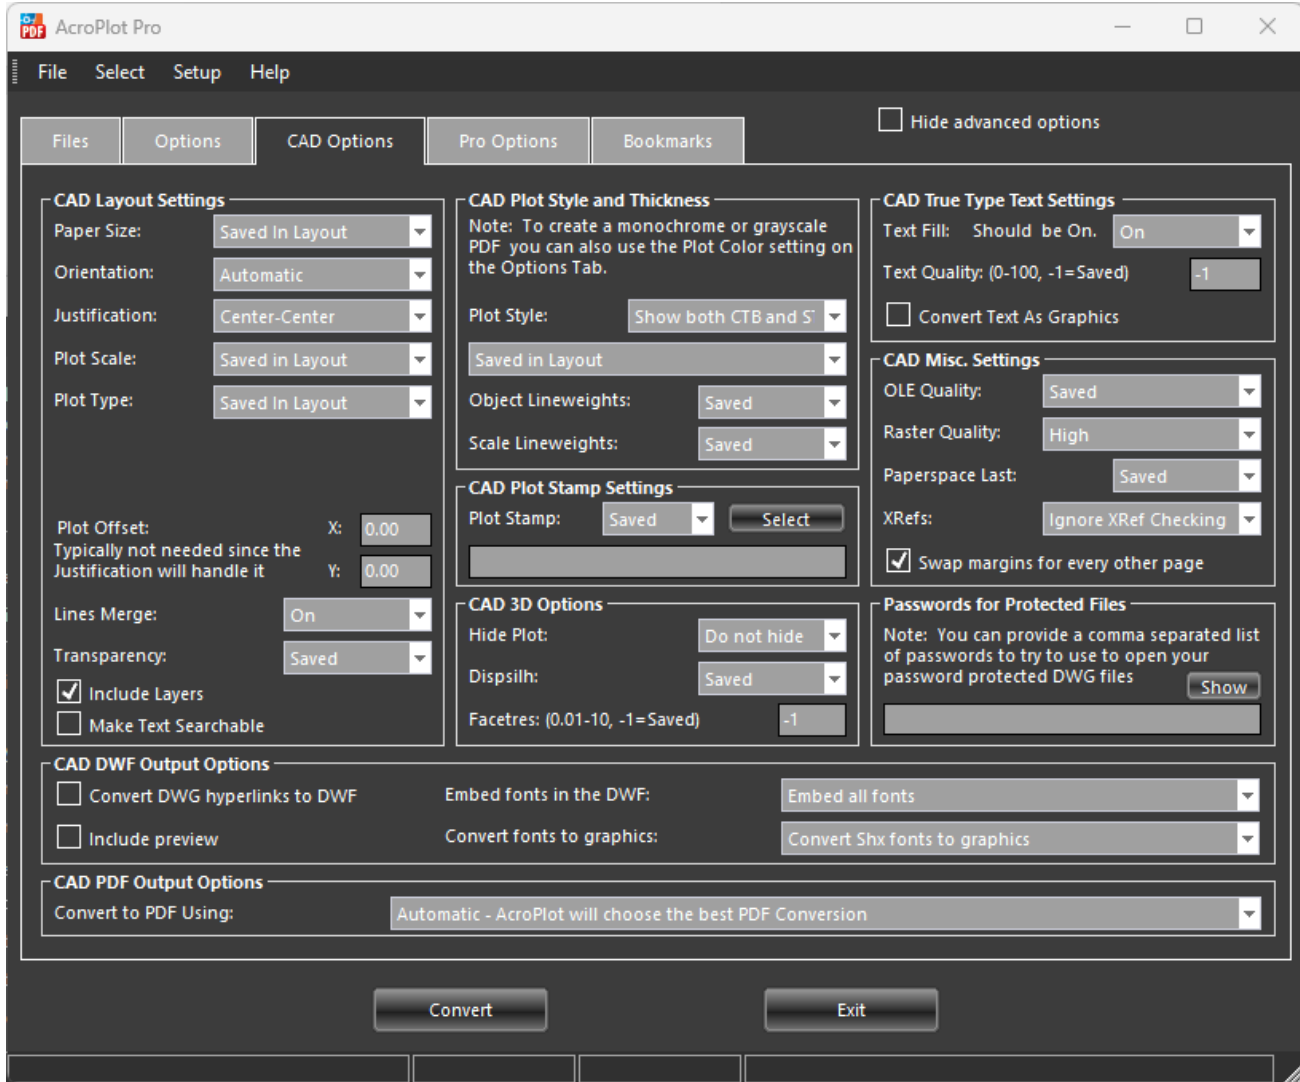 AcroPlot Pro
File Select Setup Help
Hide advanced options
Files Options CAD Options Pro Options Bookmarks
CAD Layout Settings
Paper Size: Saved In Layout
Orientation: Automatic
Justification: Center-Center
Plot Scale: Saved in Layout
Plot Type: Saved In Layout
Plot Offset: X: 0.00
Typically not needed since the
Justification will handle it Y: 0.00
Lines Merge: On
Transparency: Saved
Include Layers
Make Text Searchable
CAD Plot Style and Thickness
Note: To create a monochrome or grayscale
PDF you can also use the Plot Color setting on
the Options Tab.
Plot Style: Show both CTB and ST
Saved in Layout
Object Lineweights: Saved
Scale Lineweights: Saved
CAD Plot Stamp Settings
Plot Stamp: Saved Select
CAD 3D Options
Hide Plot: Do not hide
Dispsilh: Saved
Facetres: (0.01-10, -1=Saved) -1
CAD True Type Text Settings
Text Fill: Should be On. On
Text Quality: (0-100, -1=Saved) -1
Convert Text As Graphics
CAD Misc. Settings
OLE Quality: Saved
Raster Quality: High
Paperspace Last: Saved
XRefs: Ignore XRef Checking
Swap margins for every other page
Passwords for Protected Files
Note: You can provide a comma separated list
of passwords to try to use to open your
password protected DWG files
Show
CAD DWF Output Options
Convert DWG hyperlinks to DWF Embed fonts in the DWF: Embed all fonts
Include preview Convert fonts to graphics: Convert Shx fonts to graphics
CAD PDF Output Options
Convert to PDF Using: Automatic - AcroPlot will choose the best PDF Conversion
Convert Exit